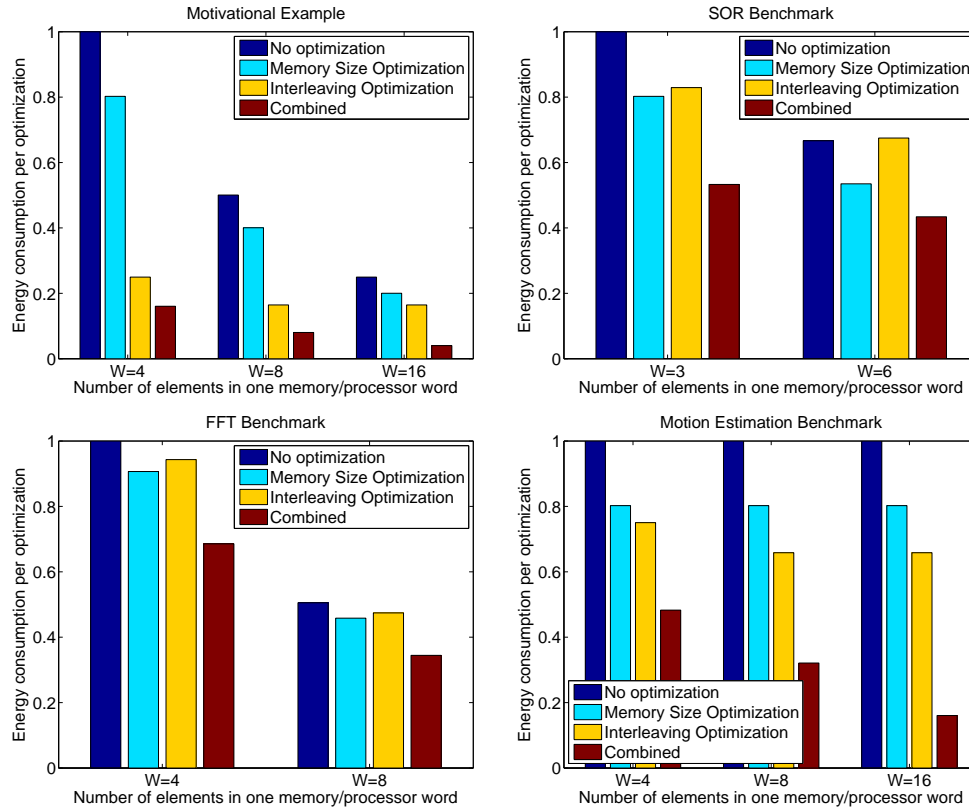 Motivational Example
Energy consumption per optimization
1
0.8
0.6
0.4
0.2
0
No optimization
Memory Size Optimization
Interleaving Optimization
Combined
W=4
W=8
W=16
Number of elements in one memory/processor word
SOR Benchmark
Energy consumption per optimization
1
0.8
0.6
0.4
0.2
0
No optimization
Memory Size Optimization
Interleaving Optimization
Combined
W=3
W=6
Number of elements in one memory/processor word
FFT Benchmark
Energy consumption per optimization
1
0.8
0.6
0.4
0.2
0
No optimization
Memory Size Optimization
Interleaving Optimization
Combined
W=4
W=8
Number of elements in one memory/processor word
Motion Estimation Benchmark
Energy consumption per optimization
1
0.8
0.6
0.4
0.2
0
No optimization
Memory Size Optimization
Interleaving Optimization
Combined
W=4
W=8
W=16
Number of elements in one memory/processor word